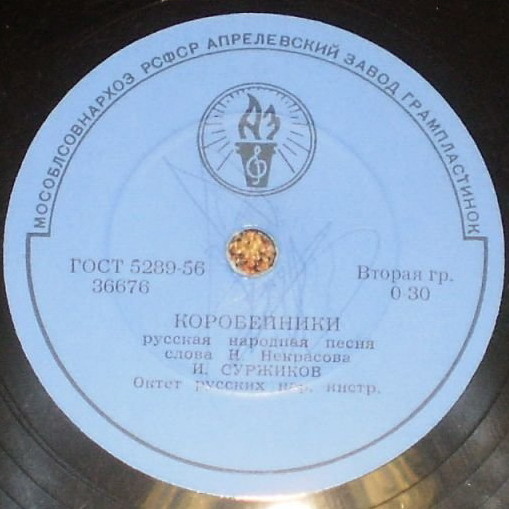 МОСОБЛСОВНАРХОЗ РСФСР АПРЕЛЕВСКИЙ ЗАВОД ГРАМПЛАСТИНОК
АЗ
ГОСТ 5289-56
36676
Вторая гр.
0-30
КОРОБЕЙНИКИ
русская народная песня
слова Н. Некрасова
И. СУРЖИКОВ
Октет русских нар. инстр.